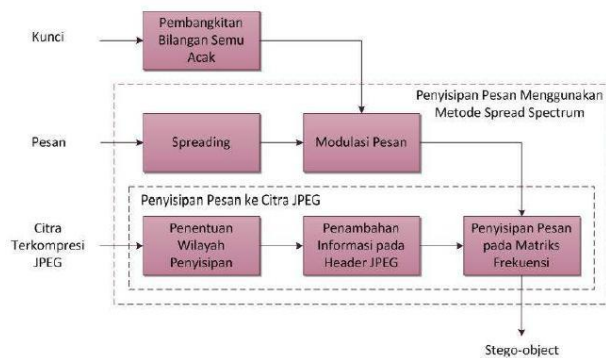 Kunci
Pembangkitan
Bilangan Semu
Acak
Penyisipan Pesan Menggunakan
Metode Spread Spectrum
Pesan
Spreading
Modulasi Pesan
Penyisipan Pesan ke Citra JPEG
Citra
Terkompresi
JPEG
Penentuan
Wilayah
Penyisipan
Penambahan
Informasi pada
Header JPEG
Penyisipan Pesan
pada Matriks
Frekuensi
Stego-object